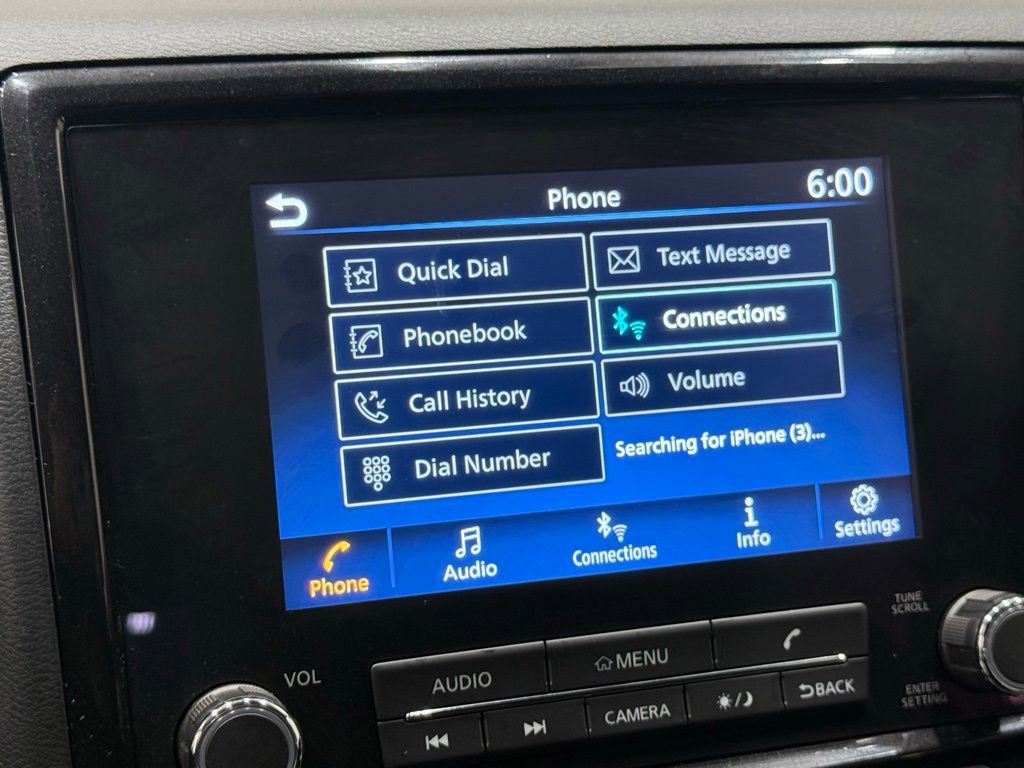 Phone
6:00
Quick Dial
Text Message
Phonebook
Connections
Call History
Volume
Dial Number
Searching for iPhone (3)...
Phone
Audio
Connections
Info
Settings
TUNE
SCROLL
VOL
AUDIO
MENU
ENTER
SETTING
CAMERA
BACK